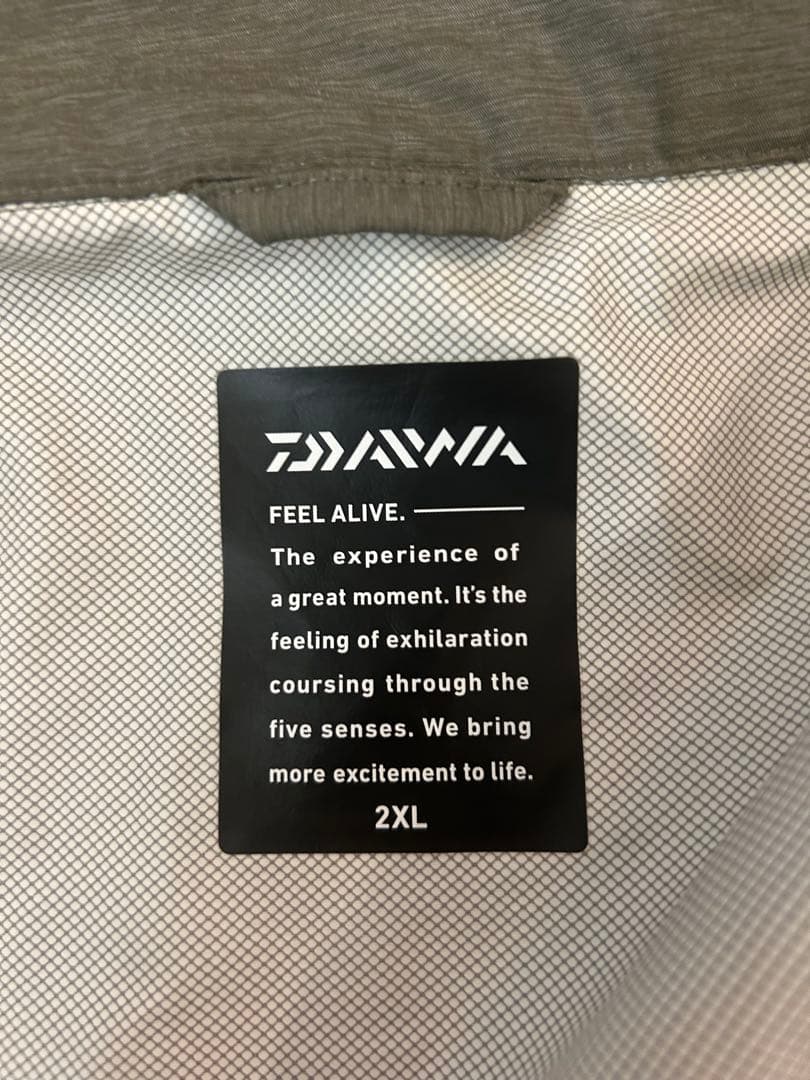 DAIWA
FEEL ALIVE.
The experience of
a great moment. It's the
feeling of exhilaration
coursing through the
five senses. We bring
more excitement to life.
2XL